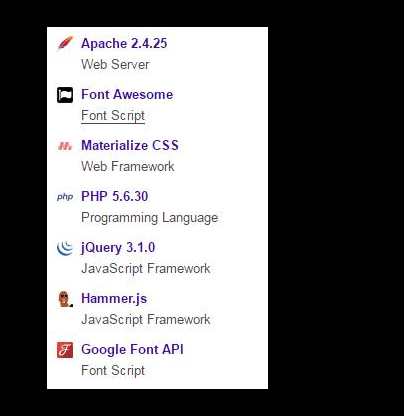 Apache 2.4.25
Web Server
Font Awesome
Font Script
Materialize CSS
Web Framework
php PHP 5.6.30
Programming Language
jQuery 3.1.0
JavaScript Framework
Hammer.js
JavaScript Framework
Google Font API
Font Script